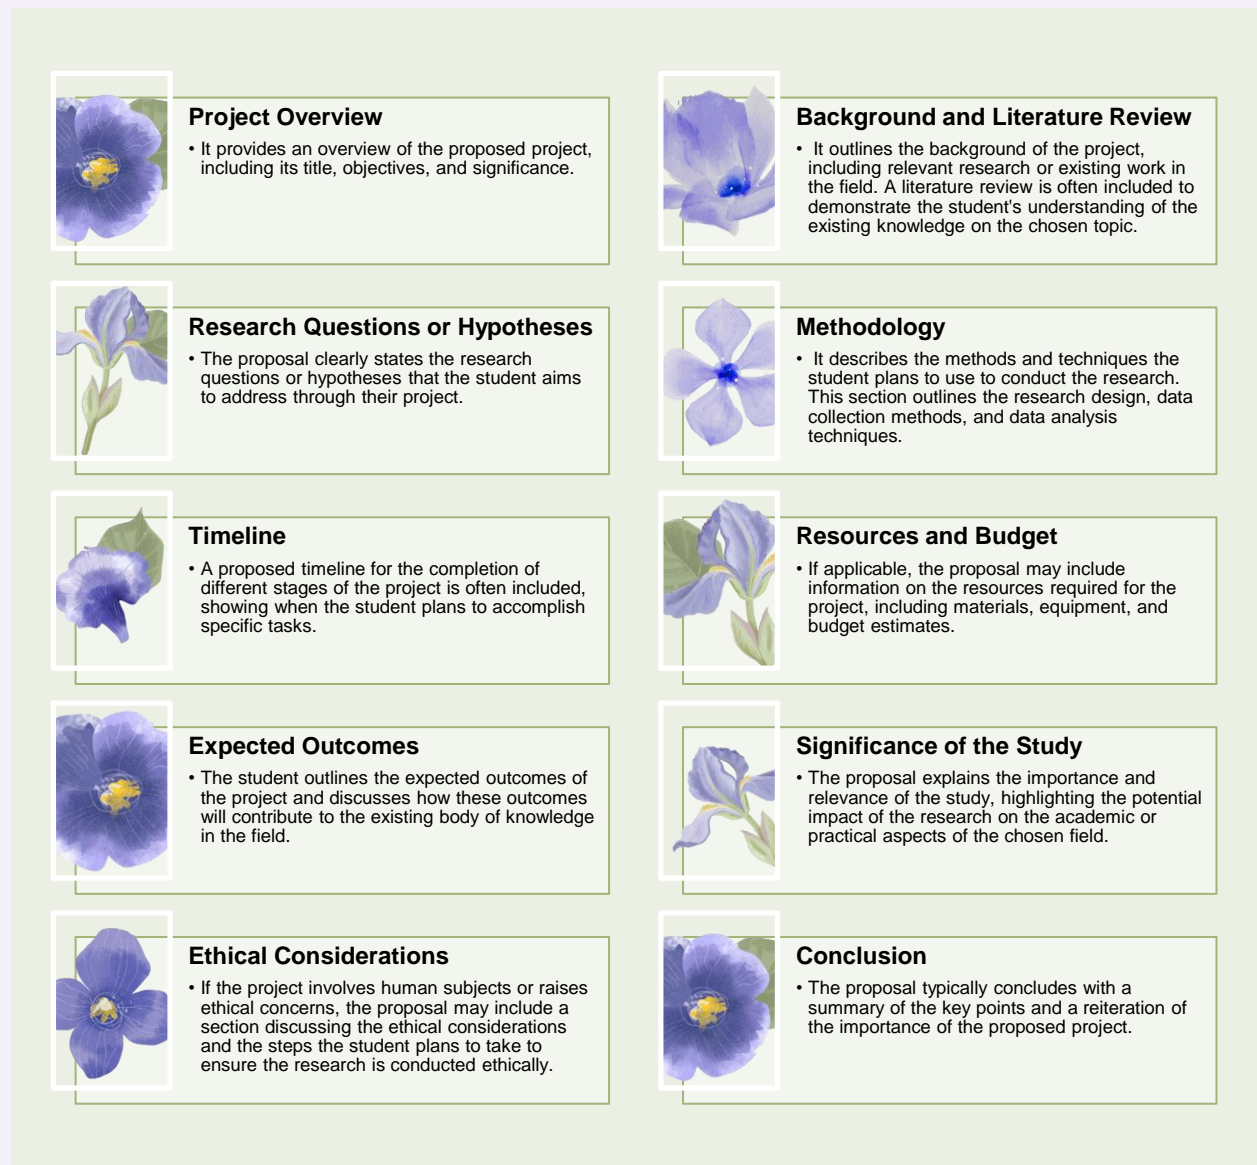 Project Overview
• It provides an overview of the proposed project,
including its title, objectives, and significance.
Background and Literature Review
• It outlines the background of the project,
including relevant research or existing work in
the field. A literature review is often included to
demonstrate the student's understanding of the
existing knowledge on the chosen topic.
Research Questions or Hypotheses
• The proposal clearly states the research
questions or hypotheses that the student aims
to address through their project.
Methodology
• It describes the methods and techniques the
student plans to use to conduct the research.
This section outlines the research design, data
collection methods, and data analysis
techniques.
Timeline
• A proposed timeline for the completion of
different stages of the project is often included,
showing when the student plans to accomplish
specific tasks.
Resources and Budget
• If applicable, the proposal may include
information on the resources required for the
project, including materials, equipment, and
budget estimates.
Expected Outcomes
• The student outlines the expected outcomes of
the project and discusses how these outcomes
will contribute to the existing body of knowledge
in the field.
Significance of the Study
• The proposal explains the importance and
relevance of the study, highlighting the potential
impact of the research on the academic or
practical aspects of the chosen field.
Ethical Considerations
• If the project involves human subjects or raises
ethical concerns, the proposal may include a
section discussing the ethical considerations
and the steps the student plans to take to
ensure the research is conducted ethically.
Conclusion
• The proposal typically concludes with a
summary of the key points and a reiteration of
the importance of the proposed project.